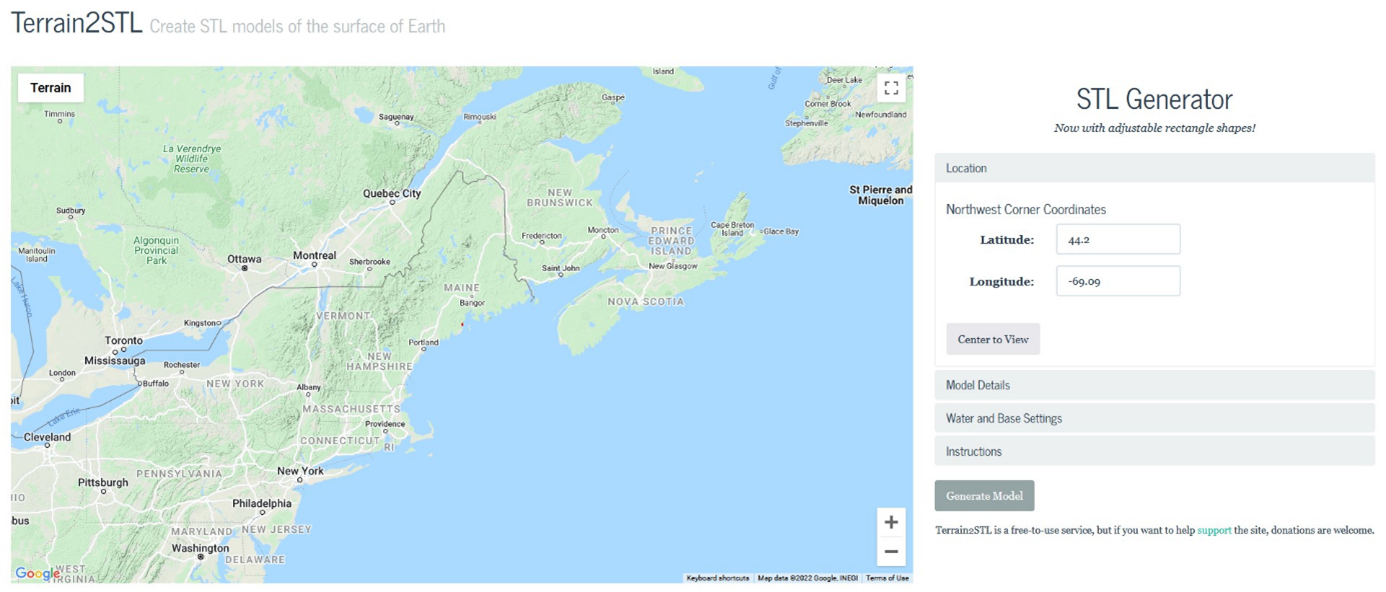 Terrain2STL Create STL models of the surface of Earth
Terrain
Timmins
La Verendrye
Wildlife
Reserve
Saguenay
Rimouski
Gaspe
Island
Gulf of
Deer Lake
Corner Brook
Newfoundland
Stephenville
St Pierre and
Miquelon
Quebec City
NEW
BRUNSWICK
Sudbury
Algonquin
Provincial
Park
Manitoulin
Island
Ottawa
Montreal
Sherbrooke
Fredericton
Moncton
PRINCE
EDWARD
ISLAND
Cape Breton
Island
Glace Bay
Saint John
New Glasgow
NOVA SCOTIA
MAINE
Bangor
Lake Huron
VERMONT
Kingston
Toronto
Mississauga
Portland
London
Rochester
NEW
HAMPSHIRE
Buffalo
NEW YORK
Albany
it
MASSACHUSETTS
Lake Erie
Providence
Cleveland
CONNECTICUT
RI
PENNSYLVANIA
New York
Pittsburgh
HIO
Philadelphia
bus
MARYLAND
NEW JERSEY
Washington
DELAWARE
WEST
VIRGINIA
Google
+
−
Keyboard shortcuts
Map data ©2022 Google, INEGI
Terms of Use
STL Generator
Now with adjustable rectangle shapes!
Location
Northwest Corner Coordinates
Latitude: 44.2
Longitude: -69.09
Center to View
Model Details
Water and Base Settings
Instructions
Generate Model
Terrain2STL is a free-to-use service, but if you want to help support the site, donations are welcome.